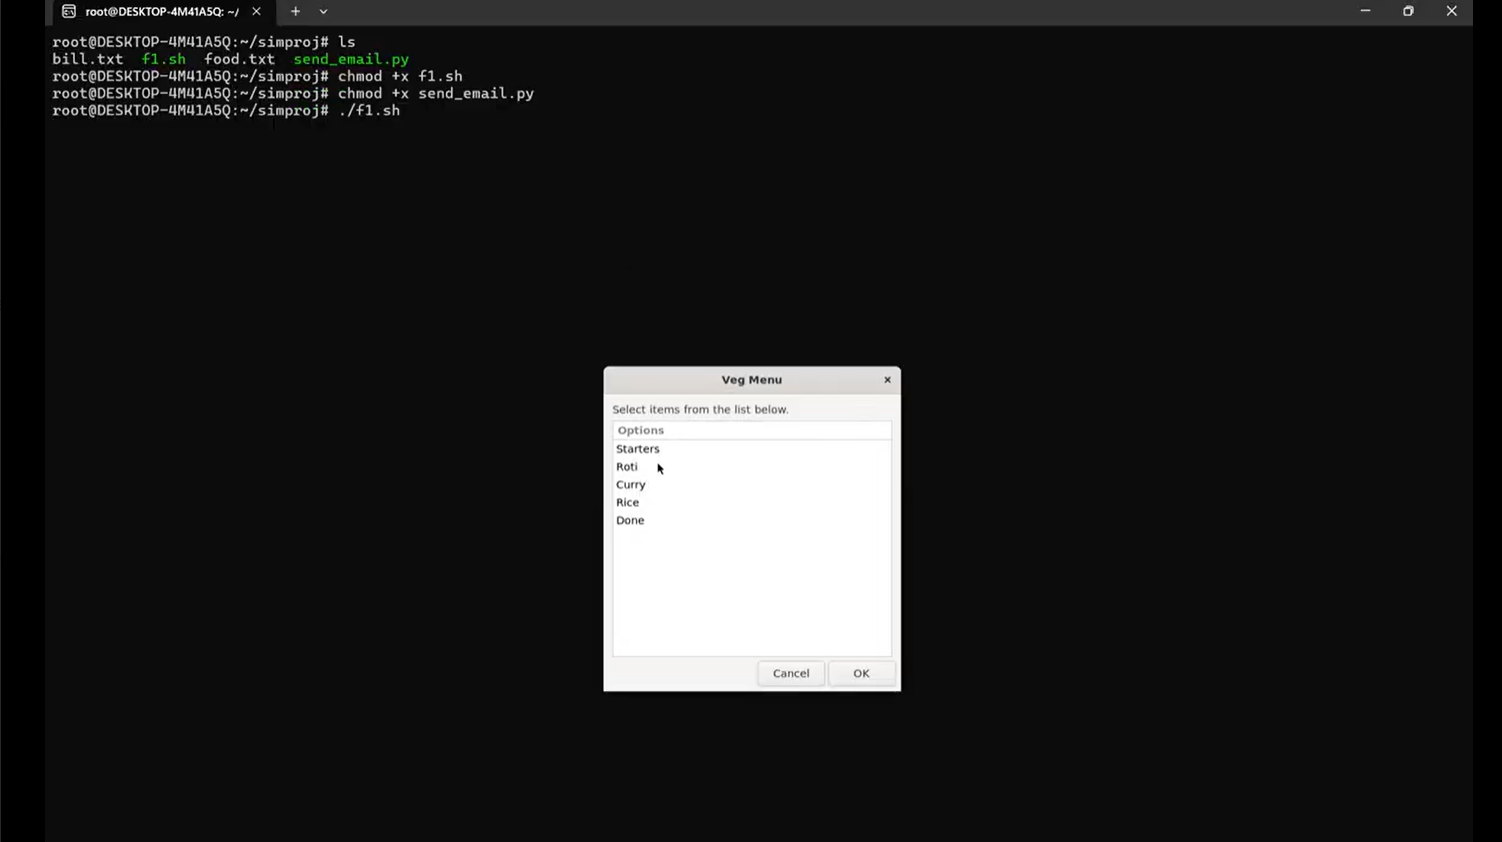 root@DESKTOP-4M41A5Q: ~/
root@DESKTOP-4M41A5Q:~/simproj# ls
bill.txt f1.sh food.txt send_email.py
root@DESKTOP-4M41A5Q:~/simproj# chmod +x f1.sh
root@DESKTOP-4M41A5Q:~/simproj# chmod +x send_email.py
root@DESKTOP-4M41A5Q:~/simproj# ./f1.sh
Veg Menu
Select items from the list below.
Options
Starters
Roti
Curry
Rice
Done
Cancel OK